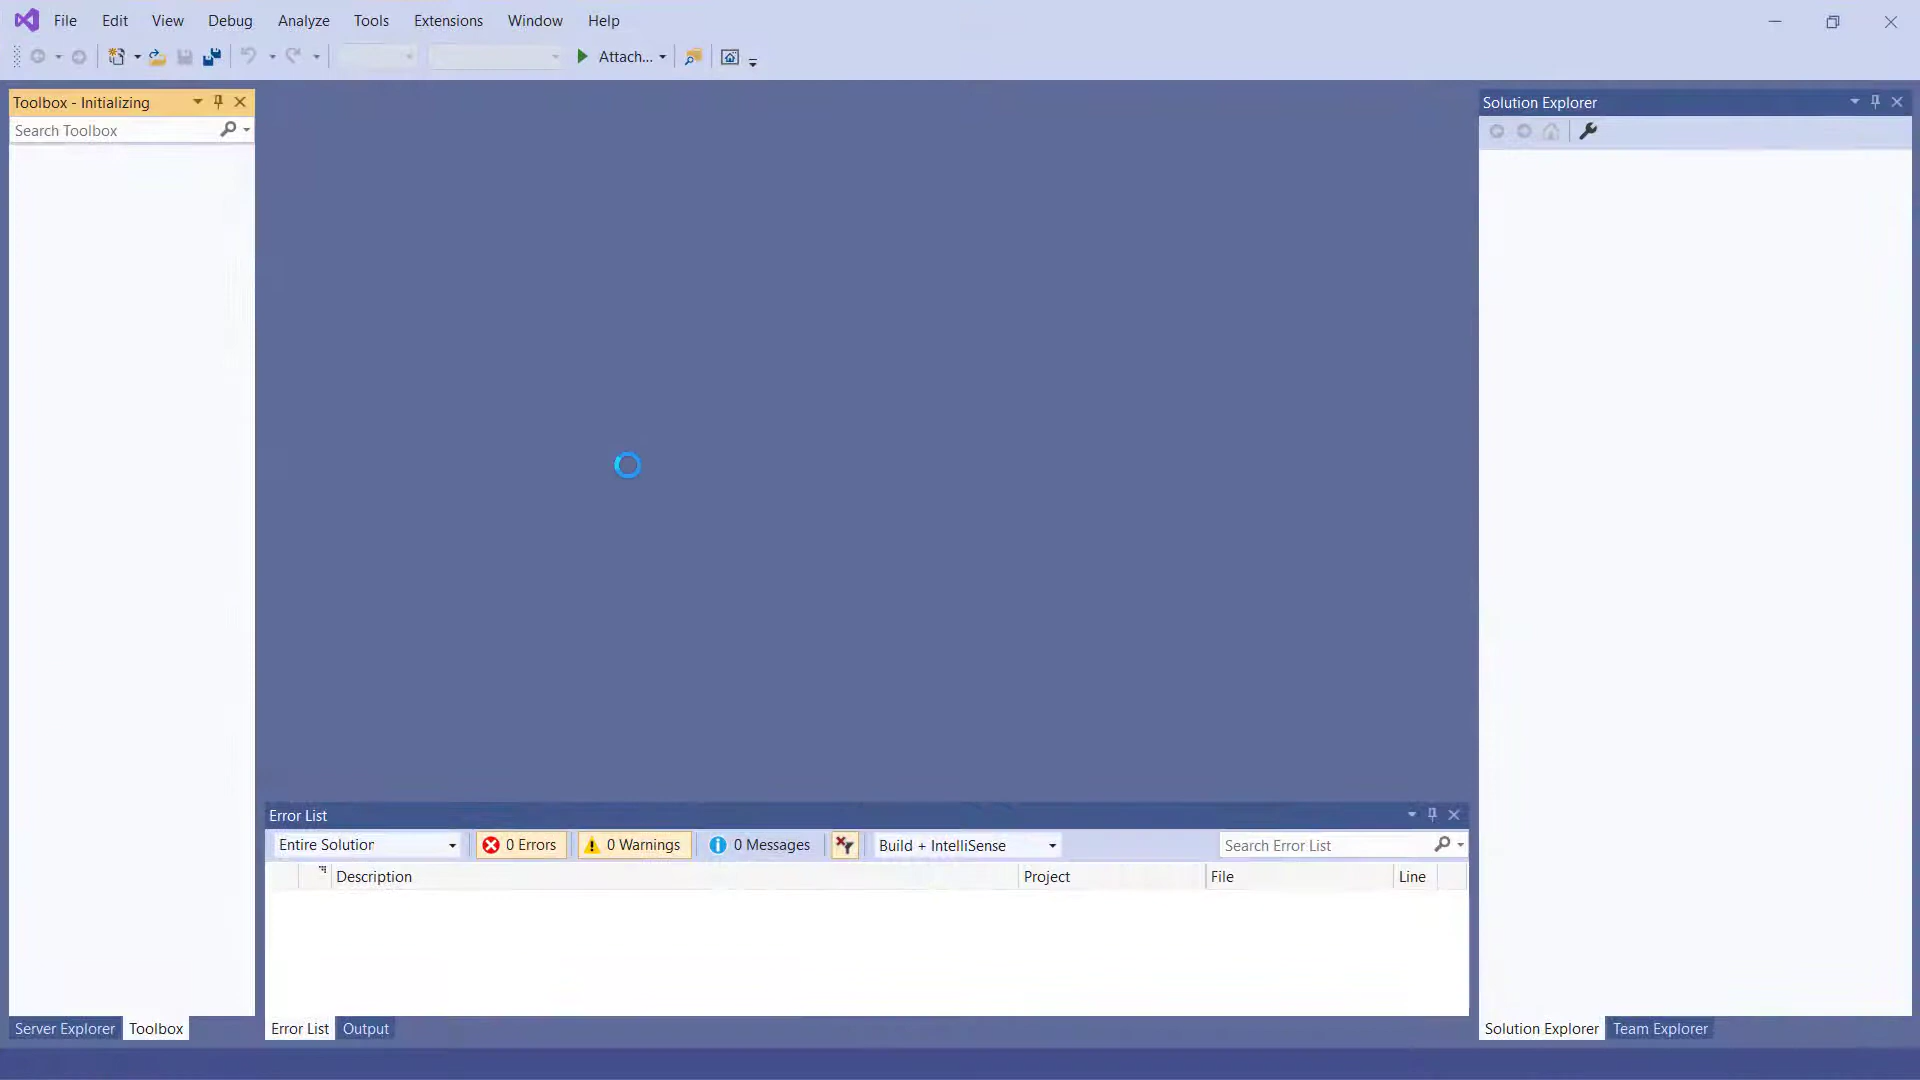 File Edit View Debug Analyze Tools Extensions Window Help
Attach...
Toolbox - Initializing
Search Toolbox
Solution Explorer
Error List
Entire Solution 0 Errors 0 Warnings 0 Messages Build + IntelliSense Search Error List
Description Project File Line
Server Explorer Toolbox Error List Output Solution Explorer Team Explorer